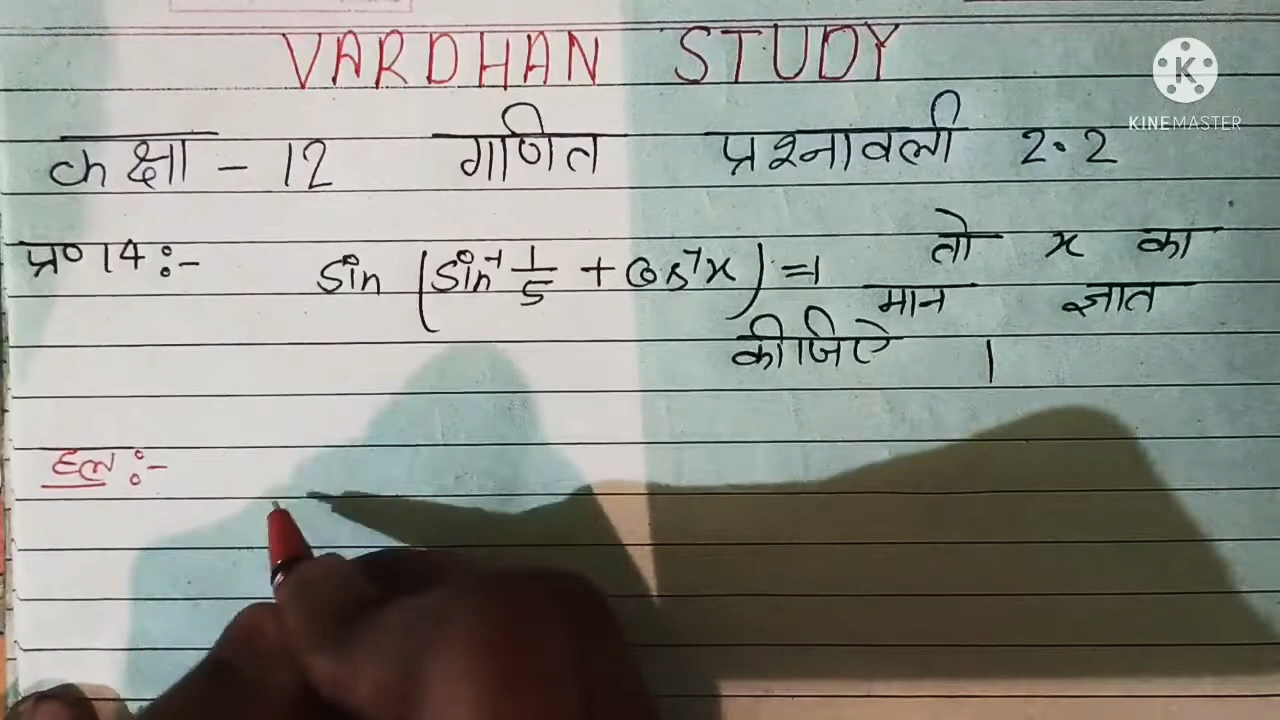 VARDHAN STUDY
KINEMASTER
कक्षा - 12 गणित प्रश्नावली 2.2
प्र० 14:- sin (sin⁻¹ 1/5 + cos⁻¹x) = 1 तो x का
मान ज्ञात
कीजिऐ |
हल:-